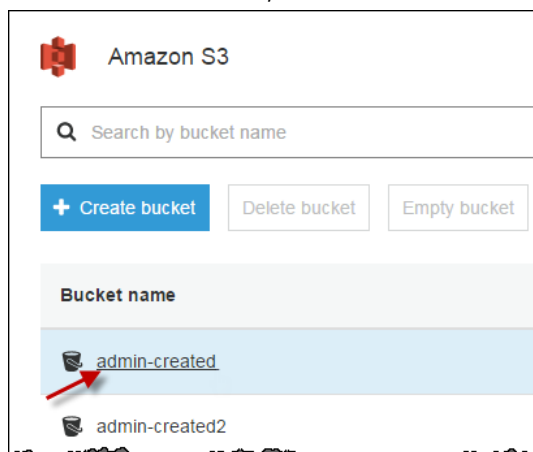 Amazon S3
Search by bucket name
+ Create bucket Delete bucket Empty bucket
Bucket name
admin-created
admin-created2